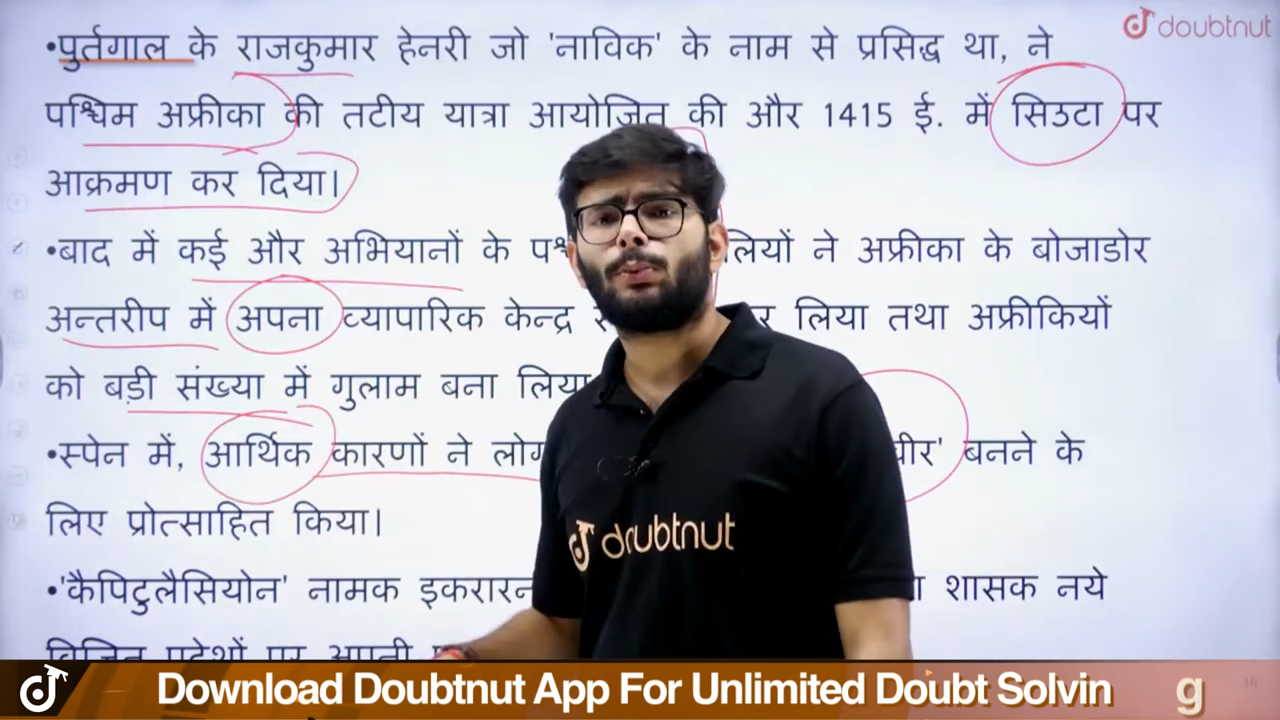 •पुर्तगाल के राजकुमार हेनरी जो 'नाविक' के नाम से प्रसिद्ध था, ने
पश्चिम अफ्रीका की तटीय यात्रा आयोजित की और 1415 ई. में सिउटा पर
आक्रमण कर दिया।
•बाद में कई और अभियानों के ने अफ्रीका के बोजाडोर
अन्तरीप में अपना व्यापारिक केन्द्र लिया तथा अफ्रीकियों
को बड़ी संख्या में गुलाम बना लिया
•स्पेन में, आर्थिक कारणों ने बनने के
लिए प्रोत्साहित किया।
•'कैपिटुलैसियोन' नामक शासक नये
doubtnut
doubtnut
Download Doubtnut App For Unlimited Doubt Solvin g
16